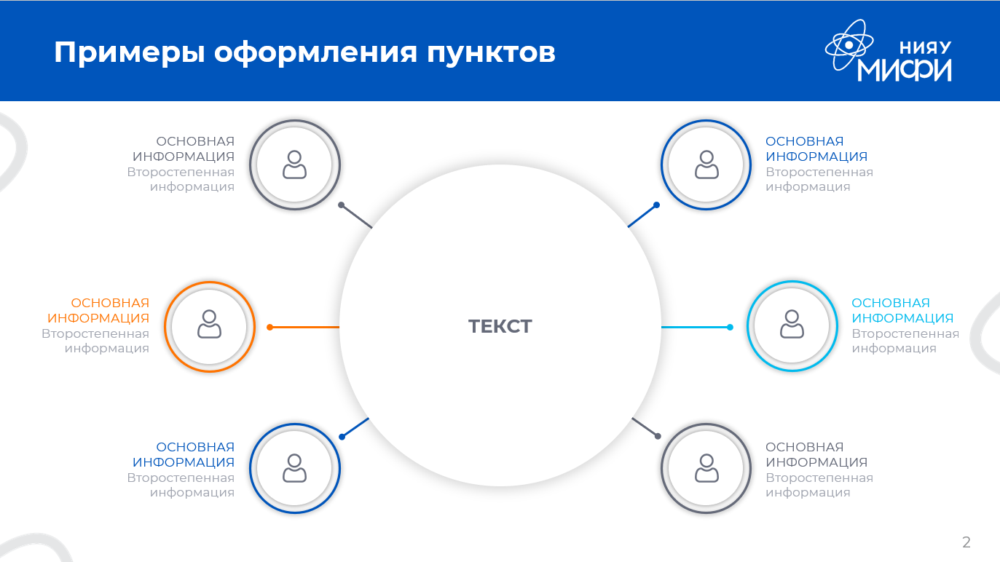 Примеры оформления пунктов
НИЯУ
МИФИ
ОСНОВНАЯ
ИНФОРМАЦИЯ
Второстепенная
информация
ОСНОВНАЯ
ИНФОРМАЦИЯ
Второстепенная
информация
ОСНОВНАЯ
ИНФОРМАЦИЯ
Второстепенная
информация
ТЕКСТ
ОСНОВНАЯ
ИНФОРМАЦИЯ
Второстепенная
информация
ОСНОВНАЯ
ИНФОРМАЦИЯ
Второстепенная
информация
ОСНОВНАЯ
ИНФОРМАЦИЯ
Второстепенная
информация
2